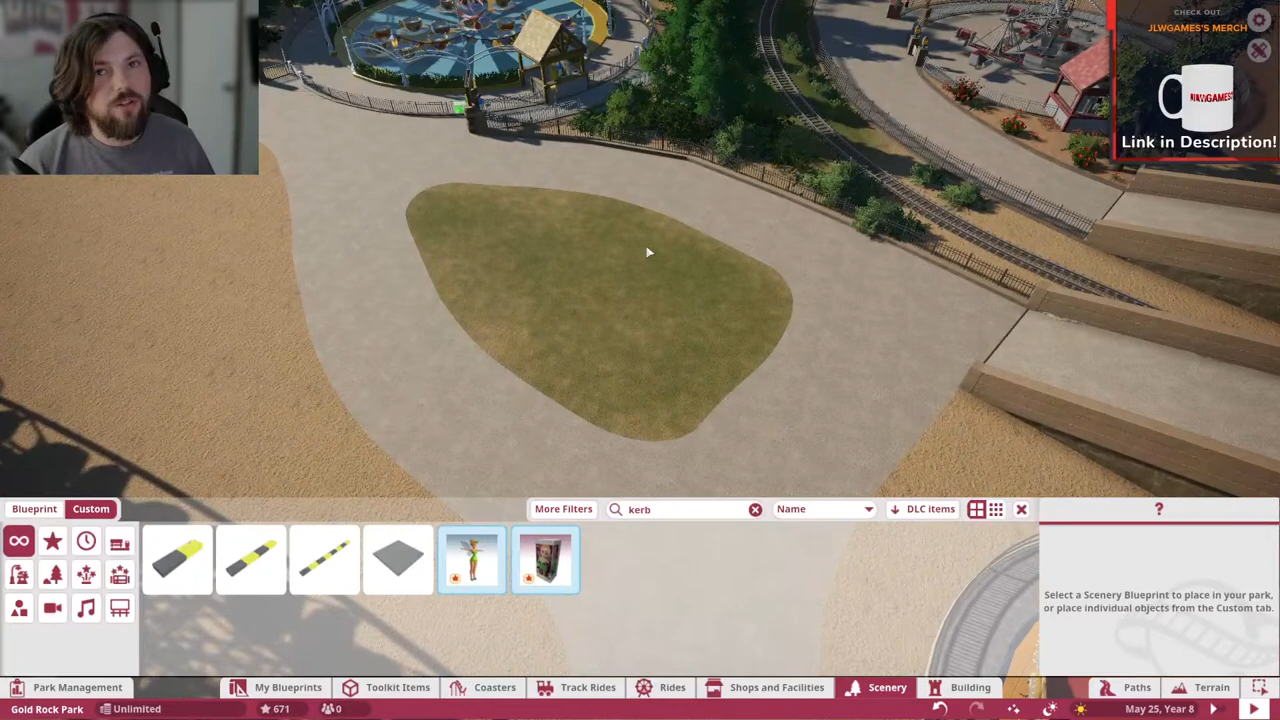 CHECK OUT
JLWGAMES'S MERCH
JLWGAMES
Link in Description!
Blueprint
Custom
More Filters
kerb
Name
DLC items
?
Select a Scenery Blueprint to place in your park,
or place individual objects from the Custom tab.
Park Management
My Blueprints
Toolkit Items
Coasters
Track Rides
Rides
Shops and Facilities
Scenery
Building
Paths
Terrain
Gold Rock Park
Unlimited
671
0
May 25, Year 8